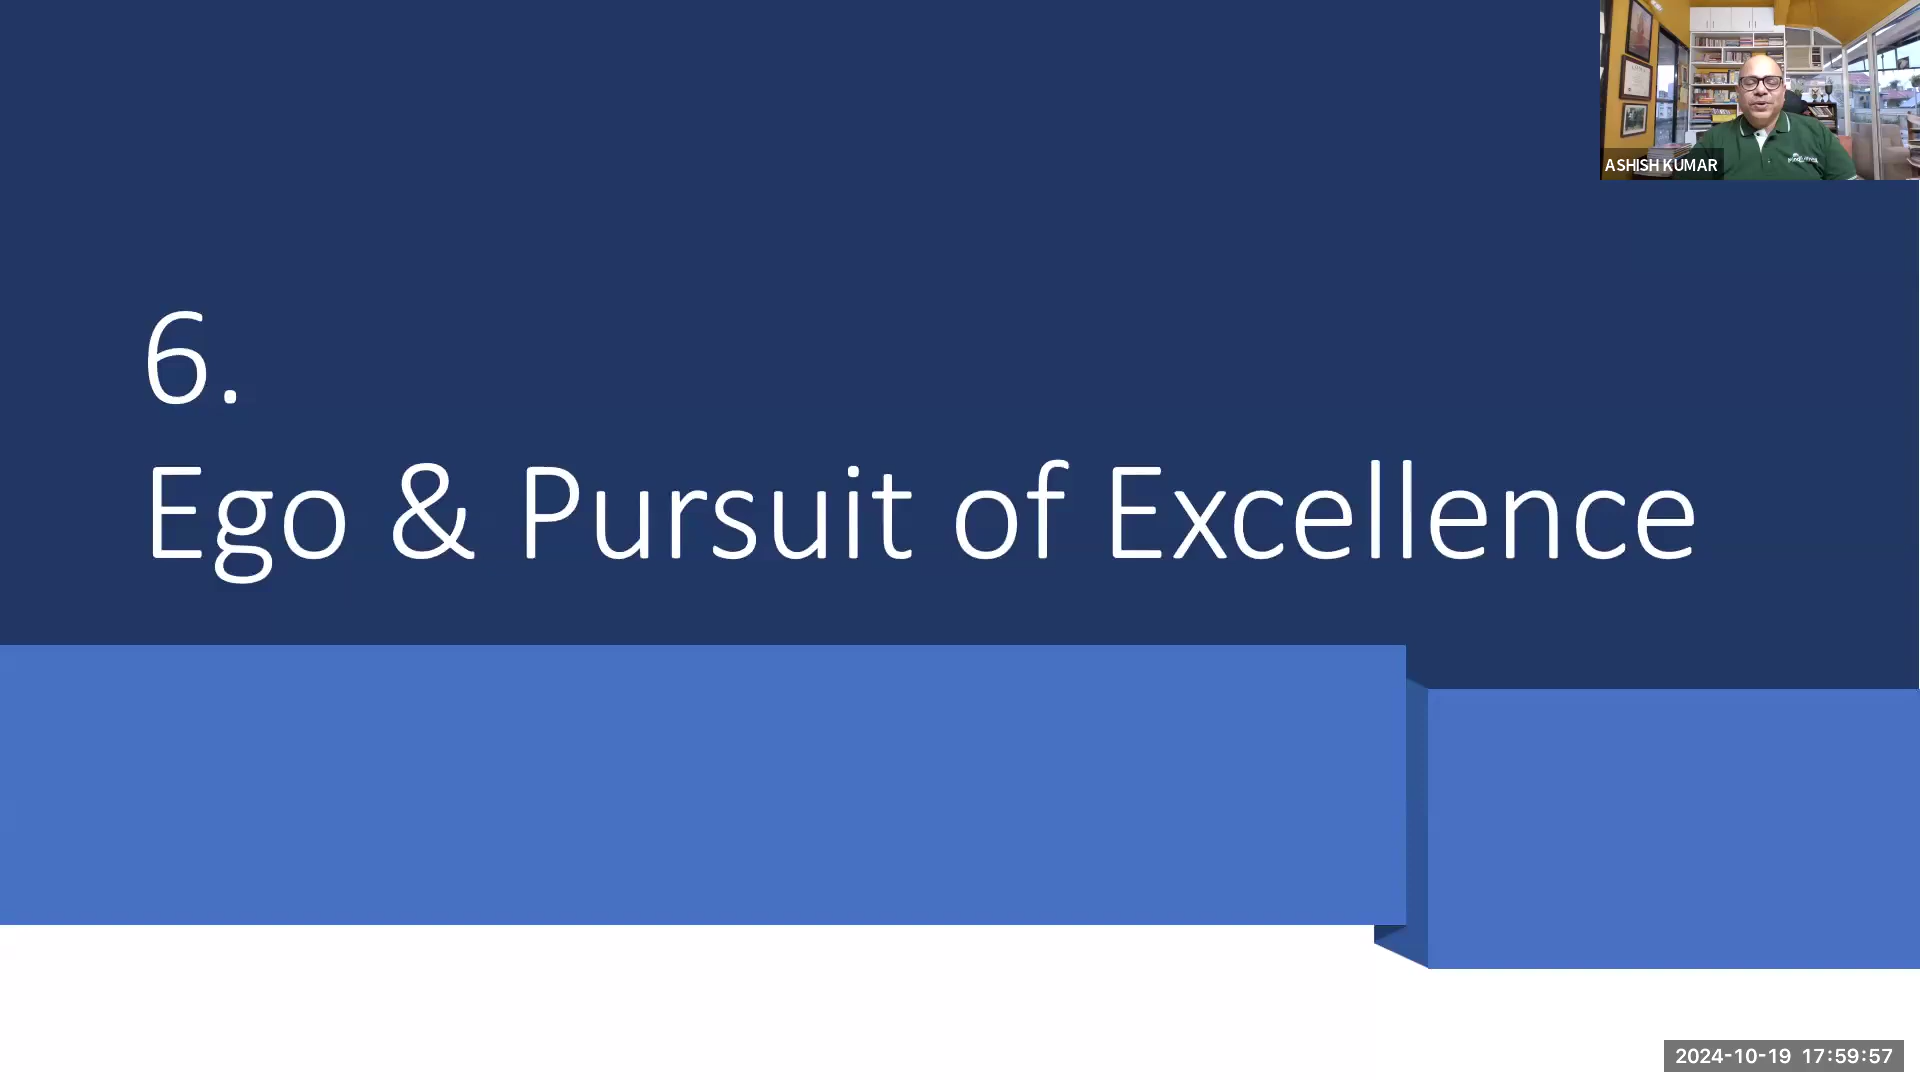 ASHISH KUMAR
6.
Ego & Pursuit of Excellence
2024-10-19 17:59:57